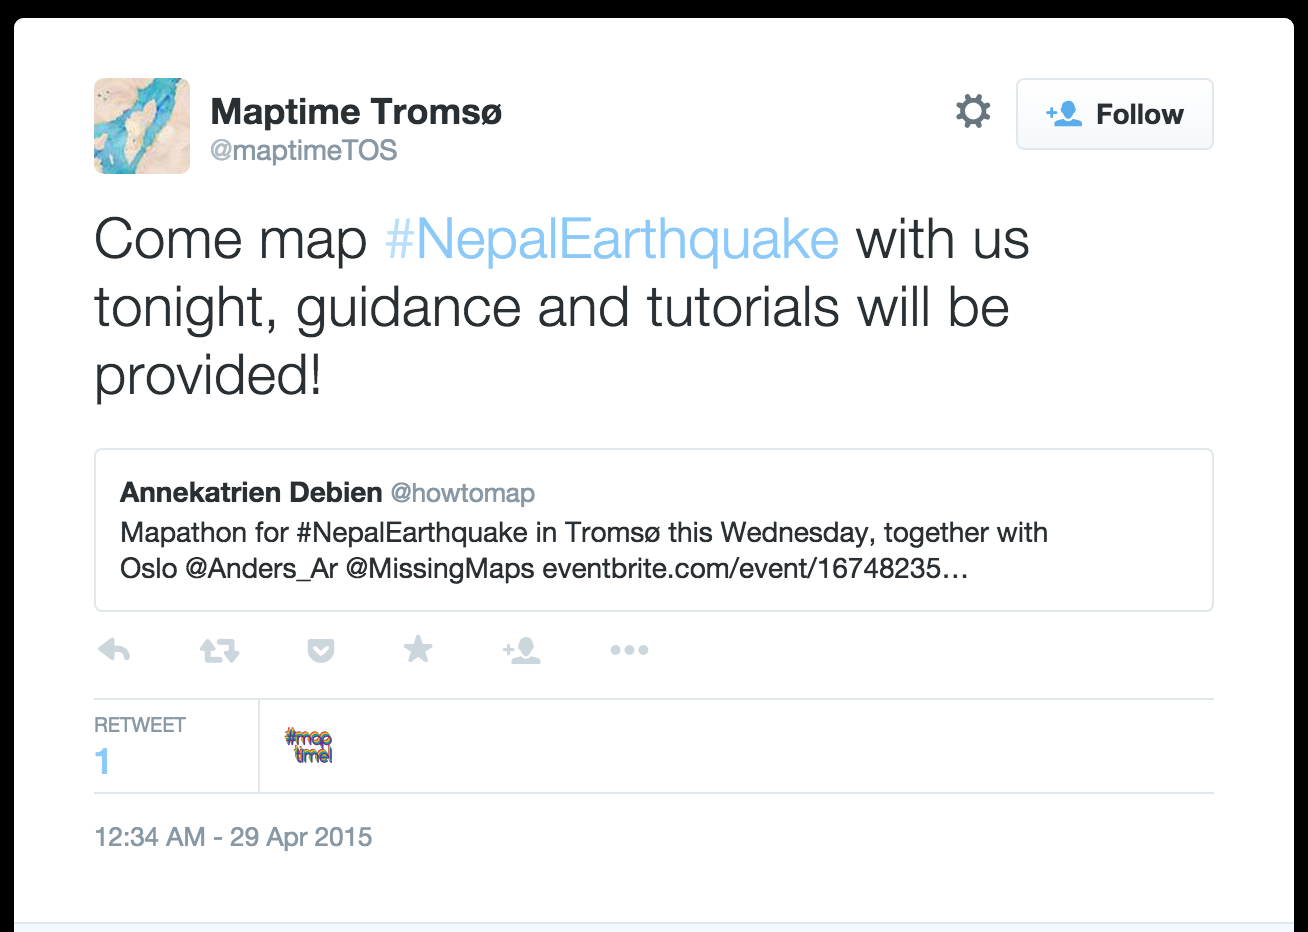 Maptime Tromsø
@maptimeTOS
Follow
Come map #NepalEarthquake with us
tonight, guidance and tutorials will be
provided!
Annekatrien Debien @howtomap
Mapathon for #NepalEarthquake in Tromsø this Wednesday, together with
Oslo @Anders_Ar @MissingMaps eventbrite.com/event/16748235…
RETWEET
1
#map
time!
12:34 AM - 29 Apr 2015